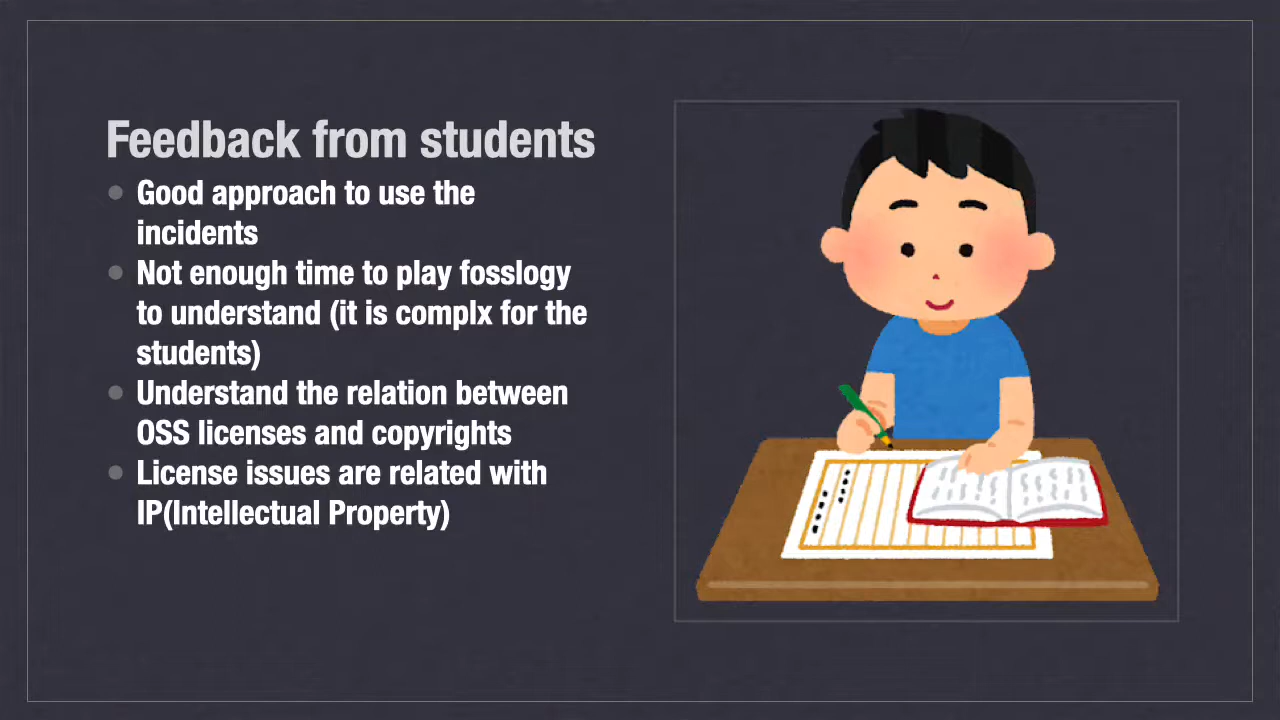 Feedback from students
Good approach to use the
incidents
Not enough time to play fosslogy
to understand (it is complx for the
students)
Understand the relation between
OSS licenses and copyrights
License issues are related with
IP(Intellectual Property)